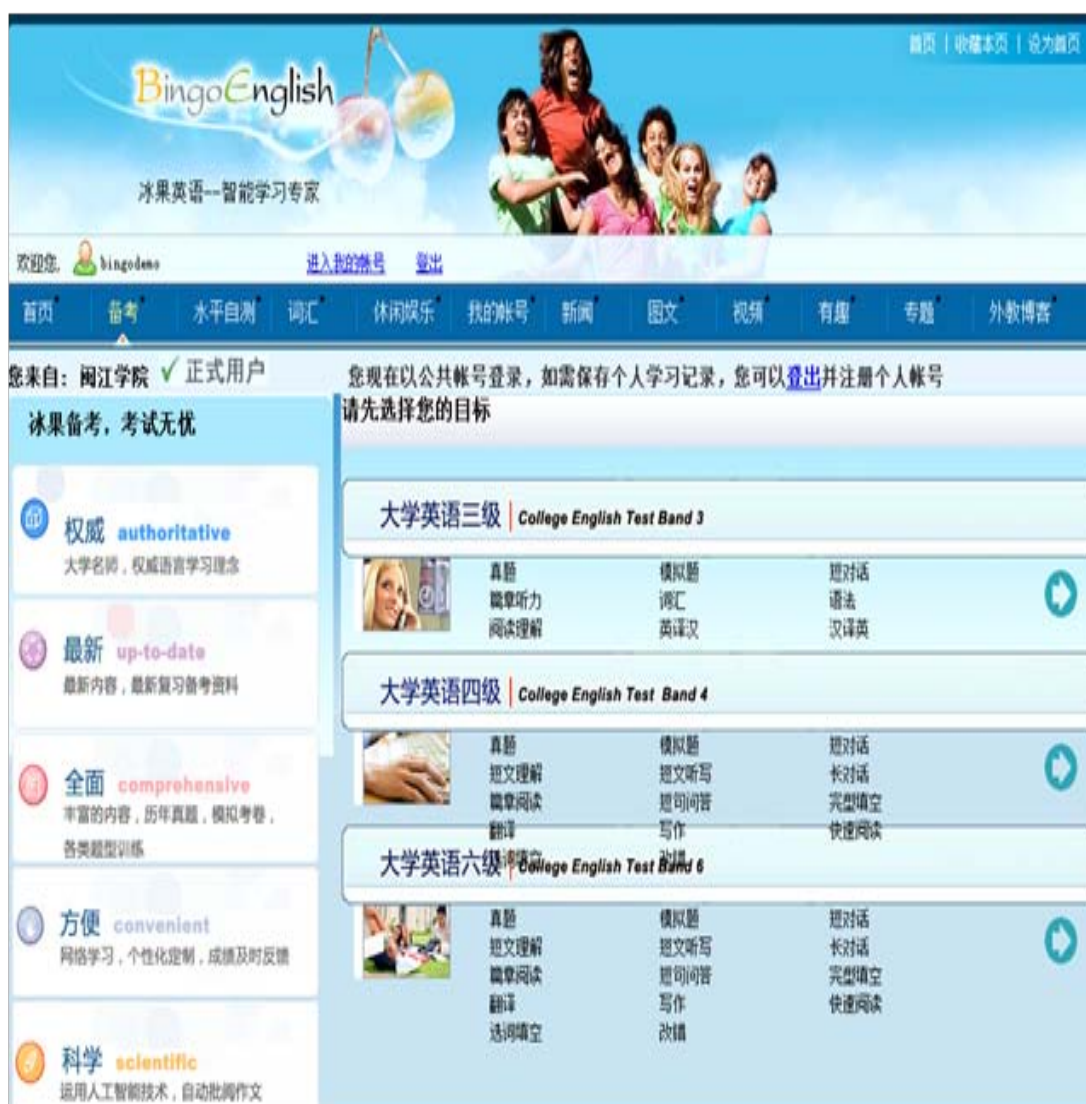 首页 | 收藏本页 | 设为首页
BingoEnglish
冰果英语--智能学习专家
欢迎您, bingodemo 进入我的帐号 登出
首页 备考 水平自测 词汇 休闲娱乐 我的帐号 新闻 图文 视频 有趣 专题 外教博客
您来自: 闽江学院 ✓ 正式用户 您现在以公共帐号登录，如需保存个人学习记录，您可以登出并注册个人帐号
冰果备考，考试无忧
权威 authoritative
大学名师，权威语言学习理念
最新 up-to-date
最新内容，最新复习备考资料
全面 comprehensive
丰富的内容，历年真题，模拟考卷，
各类题型训练
方便 convenient
网络学习，个性化定制，成绩及时反馈
科学 scientific
运用人工智能技术，自动批阅作文
请先选择您的目标
大学英语三级 | College English Test Band 3
真题 模拟题 短对话
篇章听力 词汇 语法
阅读理解 英译汉 汉译英
大学英语四级 | College English Test Band 4
真题 模拟题 短对话
短文理解 短文听写 长对话
篇章阅读 短句问答 完型填空
翻译 写作 快速阅读
选词填空 改错
大学英语六级 | College English Test Band 6
真题 模拟题 短对话
短文理解 短文听写 长对话
篇章阅读 短句问答 完型填空
翻译 写作 快速阅读
选词填空 改错